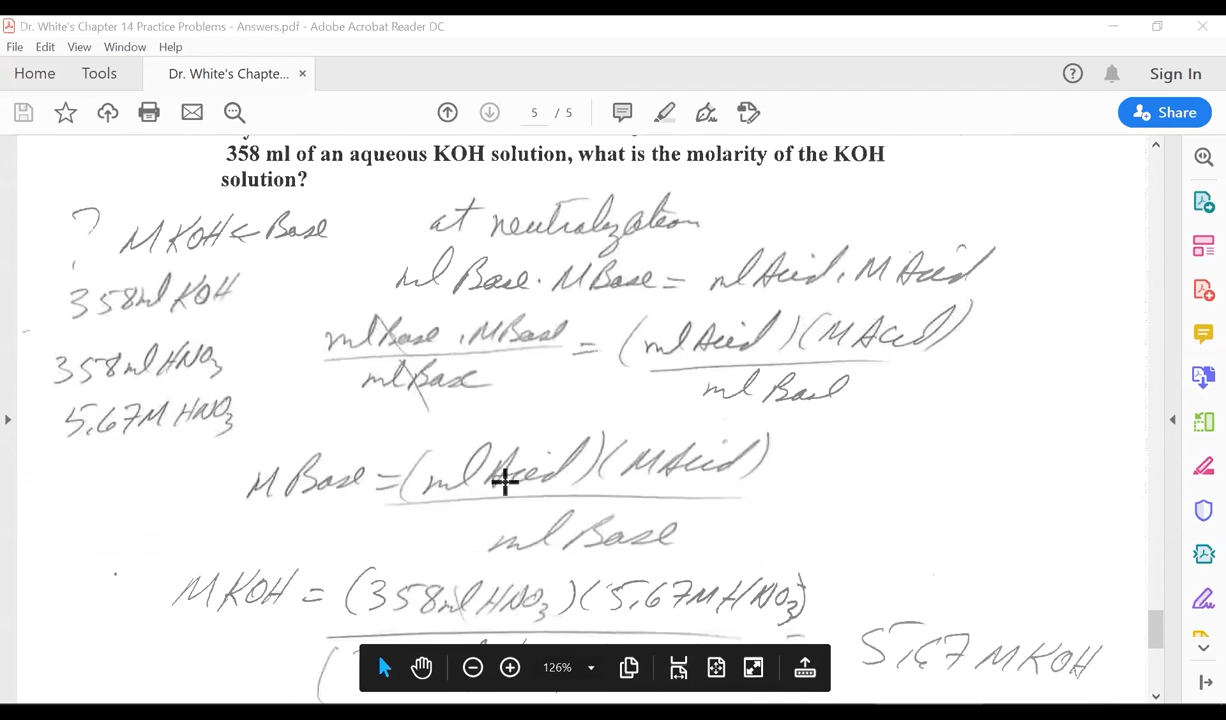 Dr. White's Chapter 14 Practice Problems - Answers.pdf - Adobe Acrobat Reader DC
File Edit View Window Help
Home Tools Dr. White's Chapte... × Sign In
5 / 5 Share
358 ml of an aqueous KOH solution, what is the molarity of the KOH
solution?
? M KOH ← Base
at neutralization
358 ml KOH
ml Base · M Base = ml Acid · M Acid
ml Base · M Base = (ml Acid)(M Acid)
ml Base ml Base
358 ml HNO3
5.67 M HNO3
M Base = (ml Acid)(M Acid)
ml Base
M KOH = (358 ml HNO3)(5.67 M HNO3) =
5.67 M KOH
126%